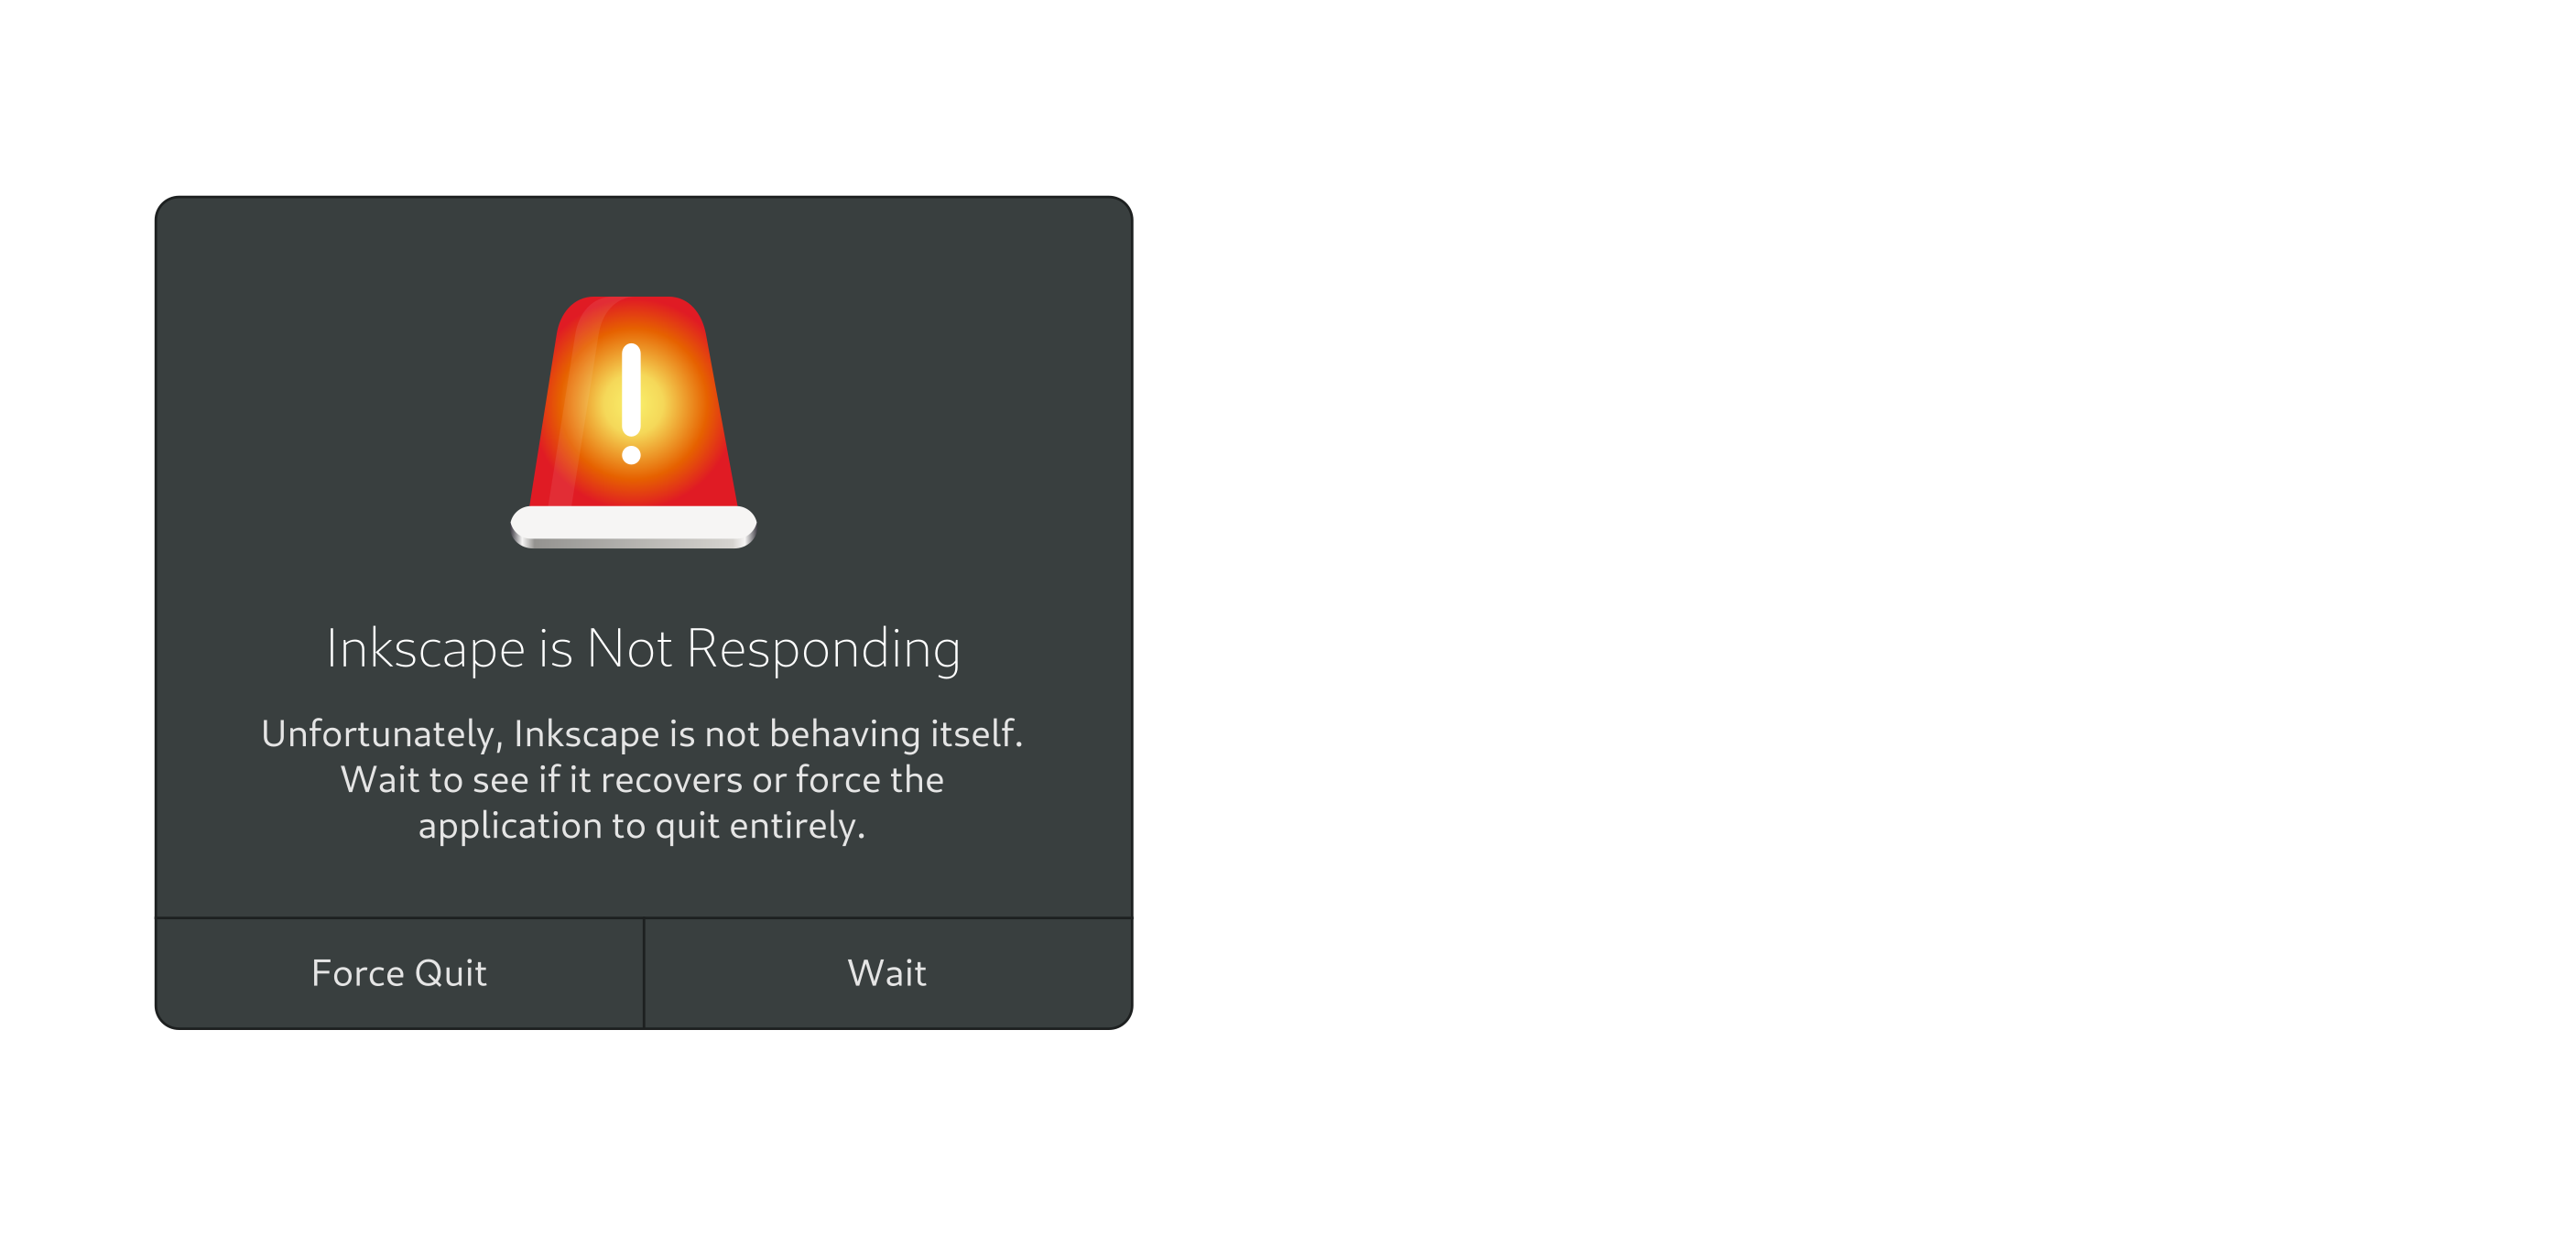 Inkscape is Not Responding
Unfortunately, Inkscape is not behaving itself.
Wait to see if it recovers or force the
application to quit entirely.
Force Quit
Wait